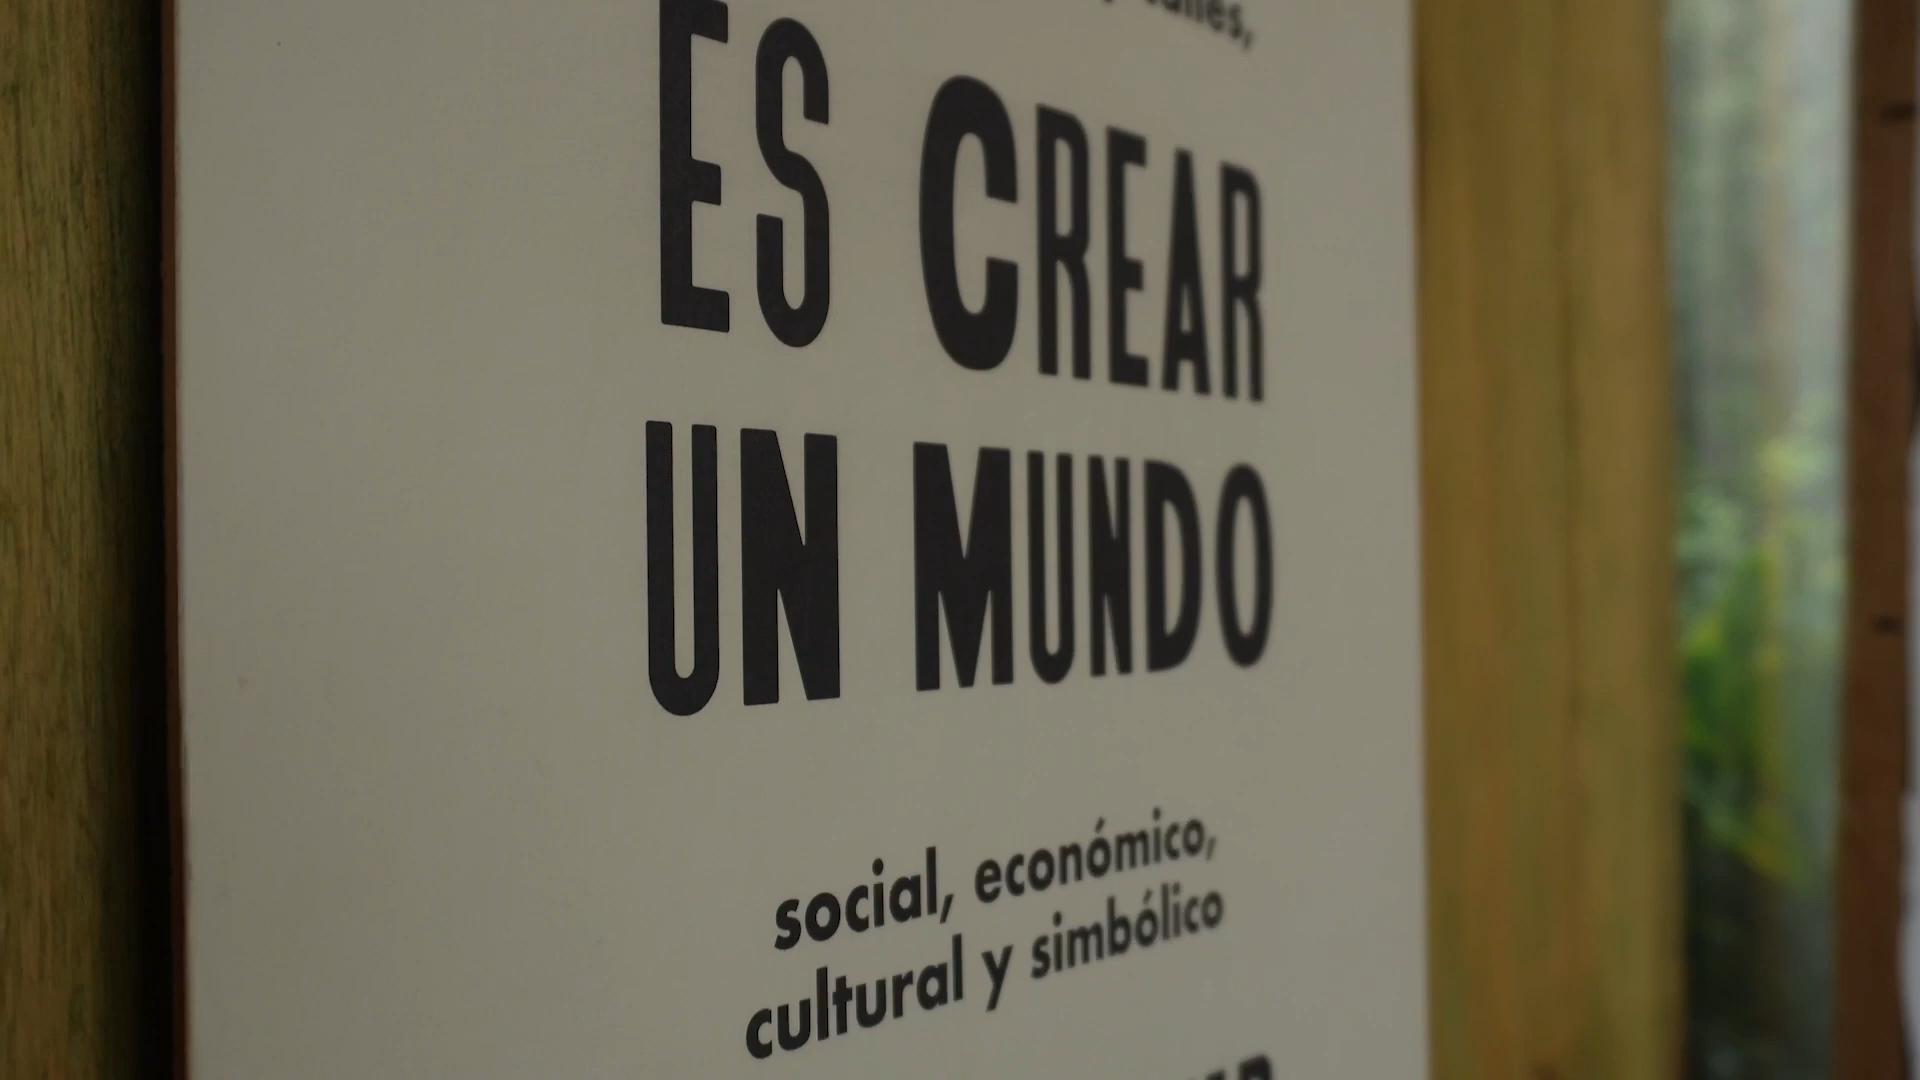 ES CREAR
UN MUNDO
social, económico,
cultural y simbólico